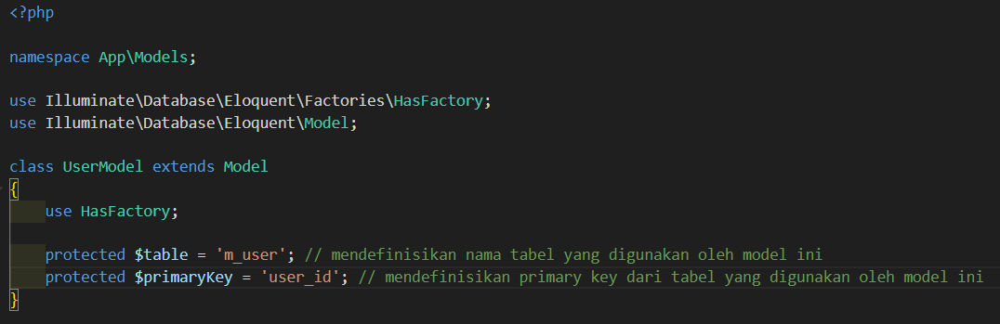 <?php
namespace App\Models;
use Illuminate\Database\Eloquent\Factories\HasFactory;
use Illuminate\Database\Eloquent\Model;
class UserModel extends Model
{
    use HasFactory;
    protected $table = 'm_user'; // mendefinisikan nama tabel yang digunakan oleh model ini
    protected $primaryKey = 'user_id'; // mendefinisikan primary key dari tabel yang digunakan oleh model ini
}